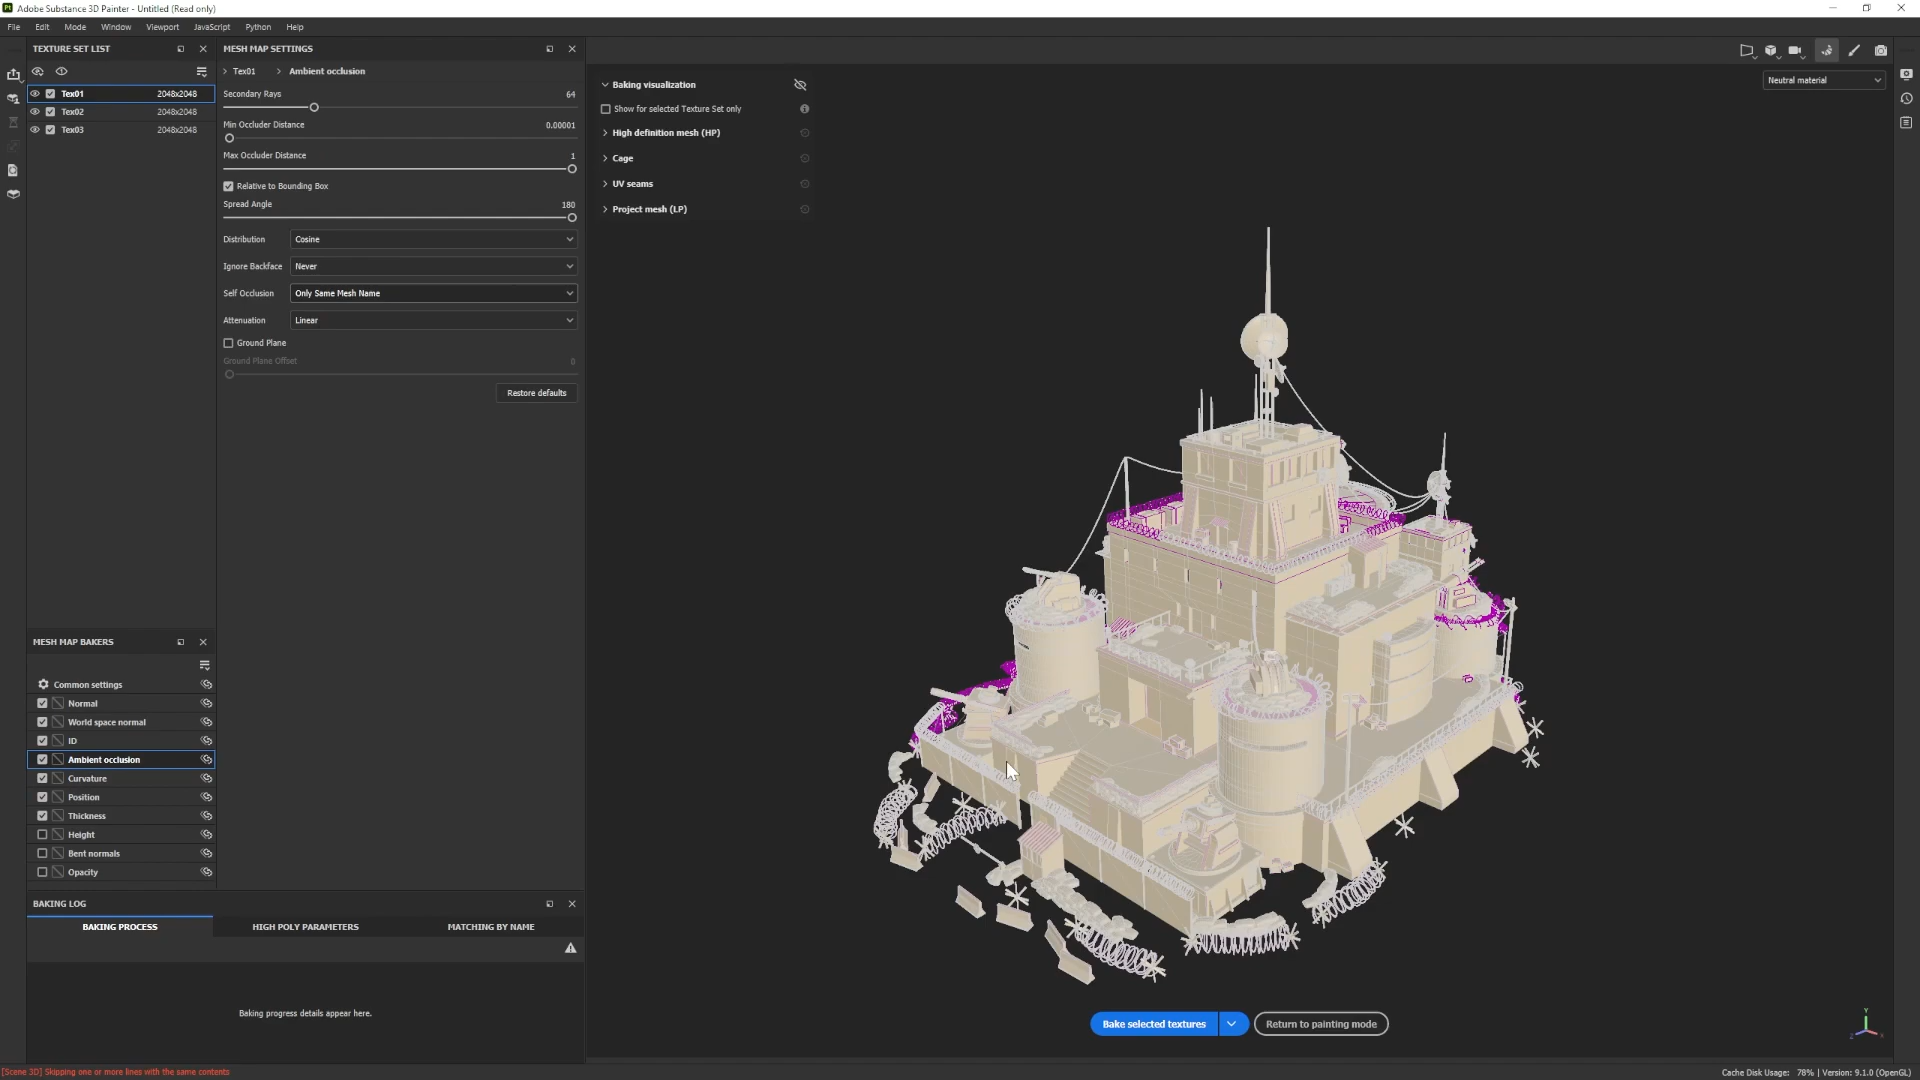 Adobe Substance 3D Painter - Untitled (Read only)
File Edit Mode Window Viewport JavaScript Python Help
TEXTURE SET LIST
Tex01 2048x2048
Tex02 2048x2048
Tex03 2048x2048
MESH MAP SETTINGS
Tex01 Ambient occlusion
Secondary Rays 64
Min Occluder Distance 0.00001
Max Occluder Distance 1
Relative to Bounding Box
Spread Angle 180
Distribution Cosine
Ignore Backface Never
Self Occlusion Only Same Mesh Name
Attenuation Linear
Ground Plane
Ground Plane Offset 0
Restore defaults
Baking visualization
Show for selected Texture Set only
High definition mesh (HP)
Cage
UV seams
Project mesh (LP)
Neutral material
MESH MAP BAKERS
Common settings
Normal
World space normal
ID
Ambient occlusion
Curvature
Position
Thickness
Height
Bent normals
Opacity
BAKING LOG
BAKING PROCESS HIGH POLY PARAMETERS MATCHING BY NAME
Baking progress details appear here.
Bake selected textures
Return to painting mode
Y
[Scene 3D] Skipping one or more lines with the same contents
Cache Disk Usage: 78% | Version: 9.1.0 (OpenGL)